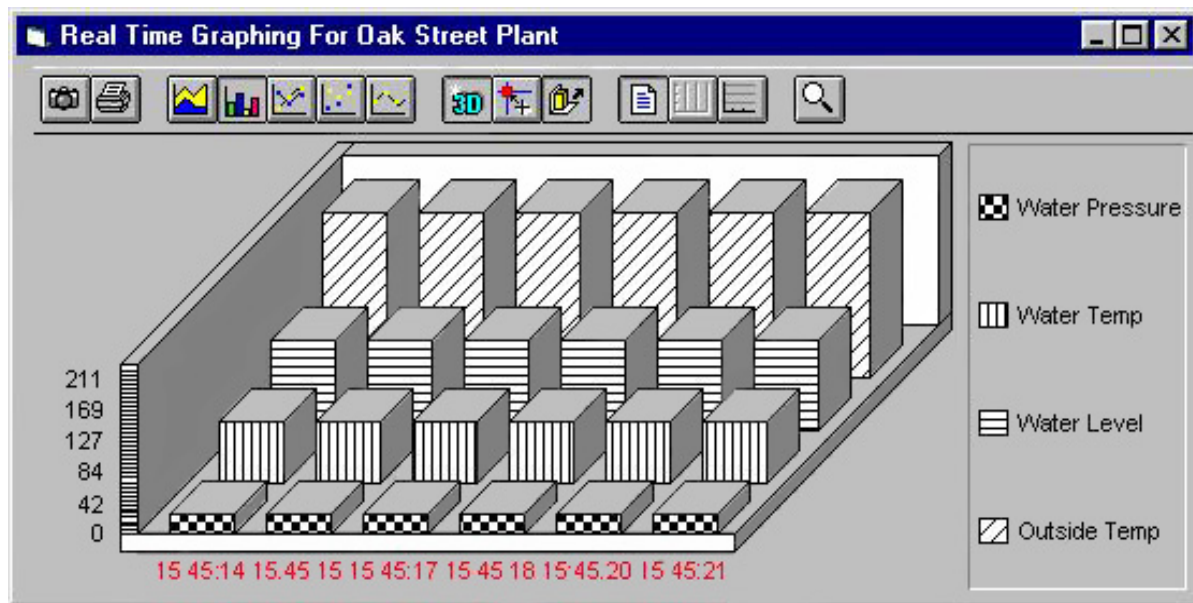 Real Time Graphing For Oak Street Plant
3D
Water Pressure
Water Temp
Water Level
Outside Temp
211
169
127
84
42
0
15 45:14 15.45 15 15 45:17 15 45 18 15:45.20 15 45:21